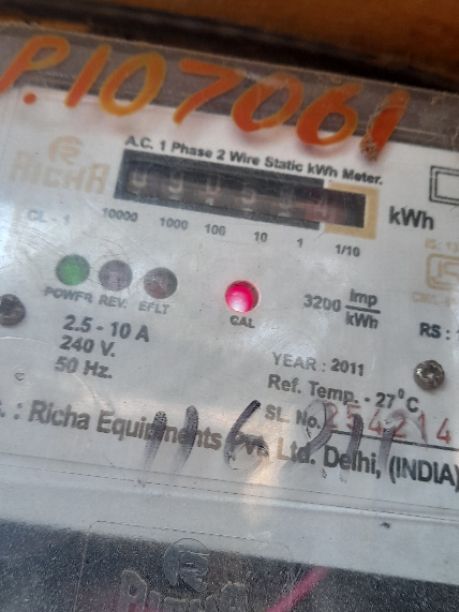 P.107061
A.C. 1 Phase 2 Wire Static kWh Meter.
RICHA
kWh
CL - 1 10000 1000 100 10 1 1/10
POWER REV. EFLT CAL
3200 Imp/kWh
2.5 - 10 A
240 V.
50 Hz.
RS :
YEAR : 2011
Ref. Temp. - 27°C
SL. No. 254214
: Richa Equipments Pvt. Ltd. Delhi, (INDIA)
RICHA